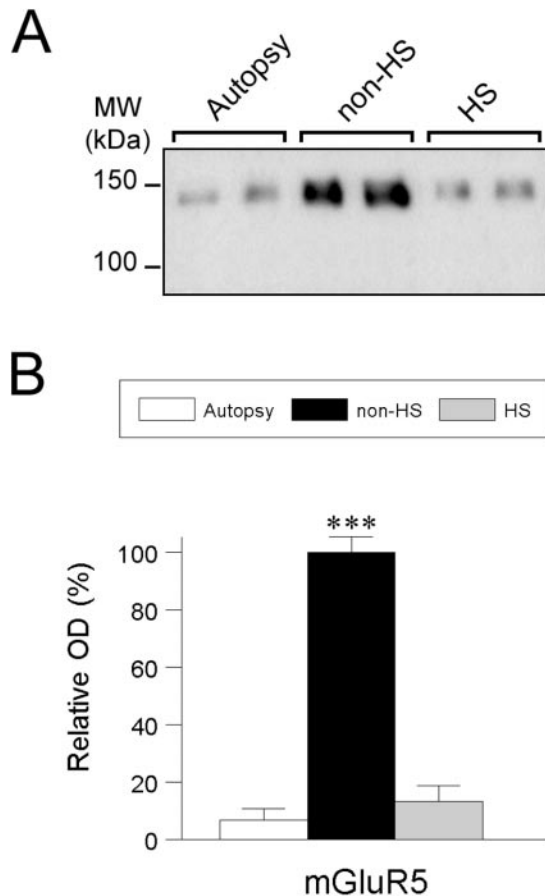 A
Autopsy non-HS HS
MW
(kDa)
150
100
B
Autopsy non-HS HS
***
100
80
60
40
20
0
Relative OD (%)
mGluR5